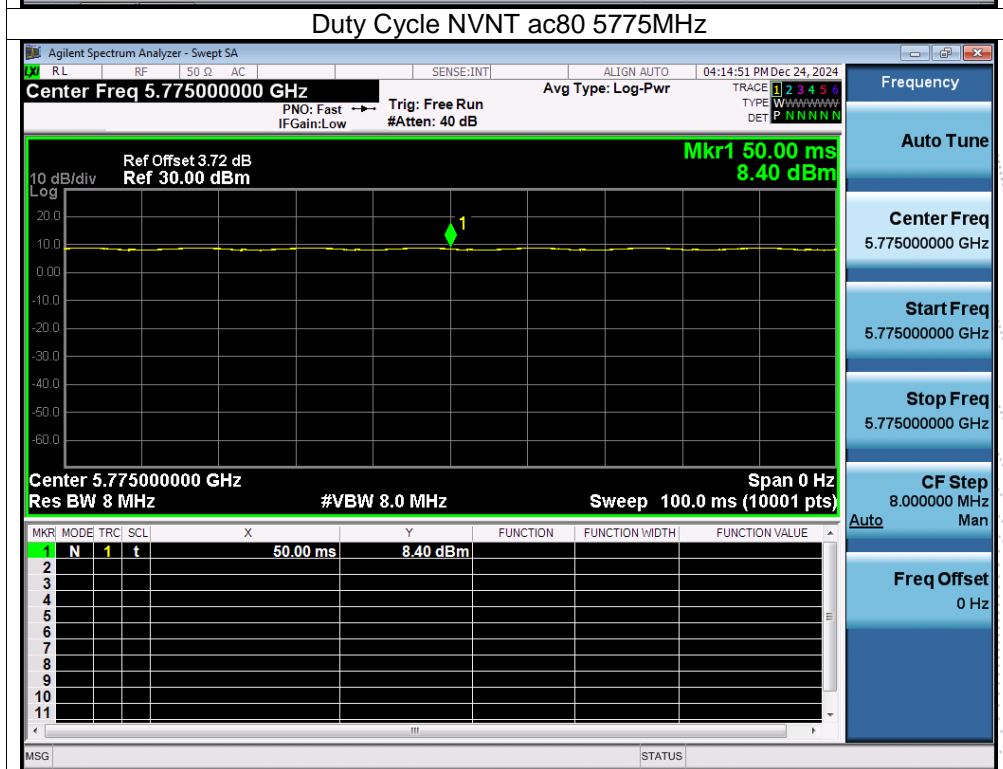 Duty Cycle NVNT ac80 5775MHz
Agilent Spectrum Analyzer - Swept SA
LXI RL RF 50 Ω AC SENSE:INT ALIGN AUTO 04:14:51 PM Dec 24, 2024
Center Freq 5.775000000 GHz
PNO: Fast
IFGain:Low
Trig: Free Run
#Atten: 40 dB
Avg Type: Log-Pwr
TRACE 1 2 3 4 5 6
TYPE WWWWWWW
DET P N N N N N
Mkr1 50.00 ms
8.40 dBm
Ref Offset 3.72 dB
Ref 30.00 dBm
10 dB/div
Log
20.0
10.0
0.00
-10.0
-20.0
-30.0
-40.0
-50.0
-60.0
1
Center 5.775000000 GHz Span 0 Hz
Res BW 8 MHz #VBW 8.0 MHz Sweep 100.0 ms (10001 pts)
MKR MODE TRC SCL X Y FUNCTION FUNCTION WIDTH FUNCTION VALUE
1 N 1 t 50.00 ms 8.40 dBm
2
3
4
5
6
7
8
9
10
11
MSG STATUS
Frequency
Auto Tune
Center Freq
5.775000000 GHz
Start Freq
5.775000000 GHz
Stop Freq
5.775000000 GHz
CF Step
8.000000 MHz
Auto Man
Freq Offset
0 Hz